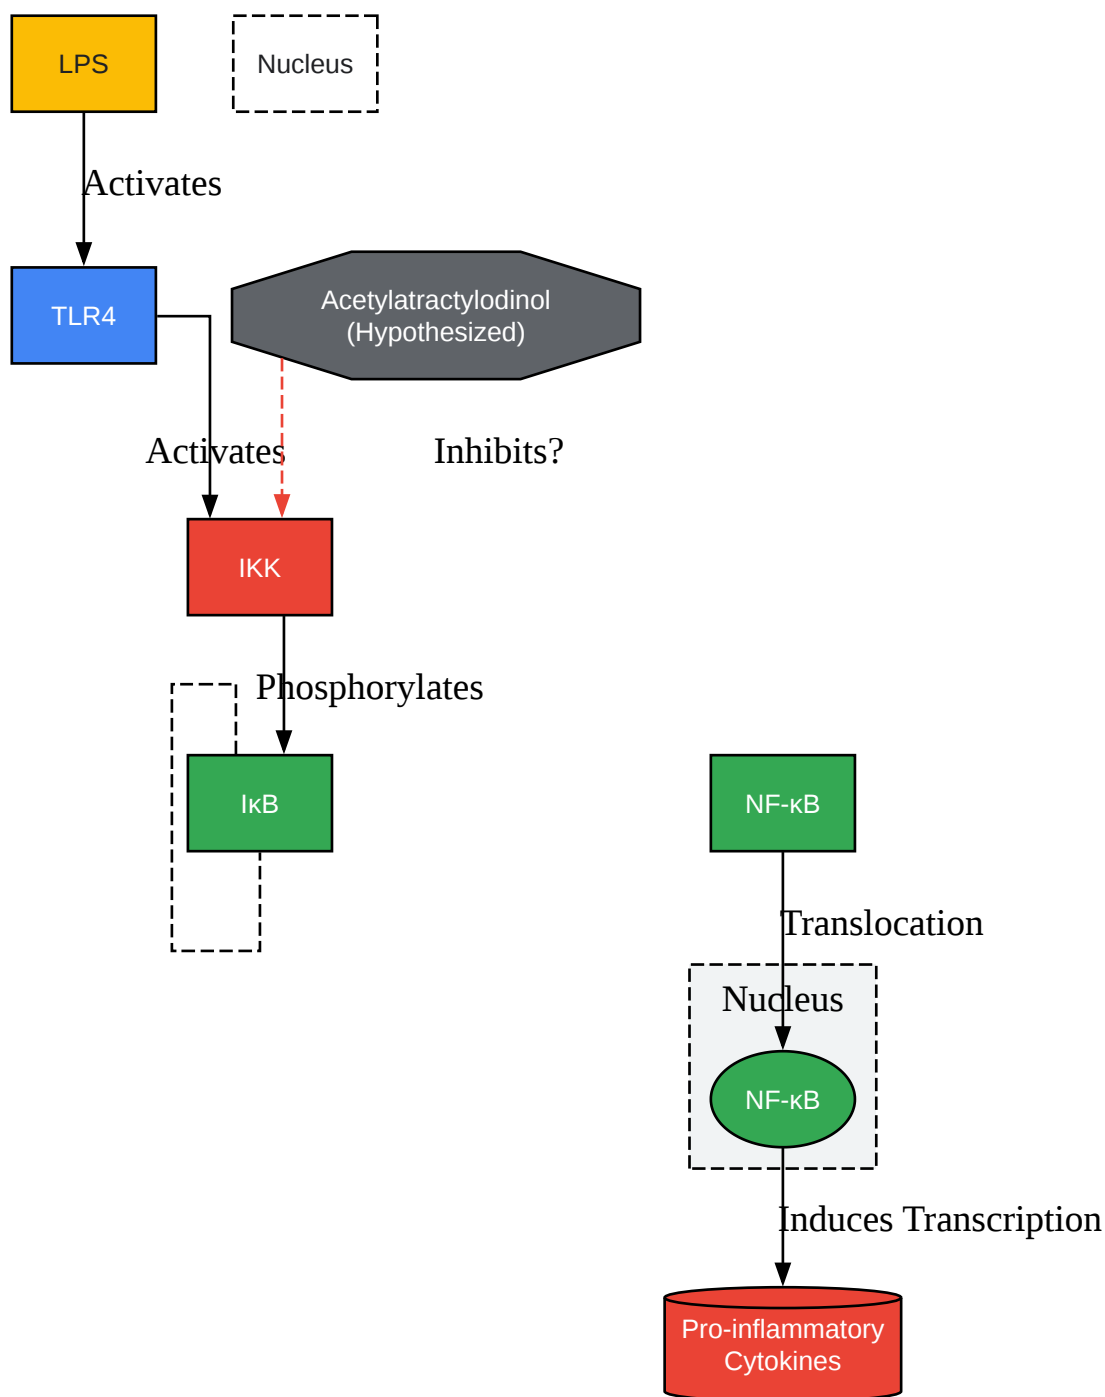 LPS
Nucleus
Activates
TLR4
Acetylatractylodinol
(Hypothesized)
Activates
Inhibits?
IKK
Phosphorylates
IκB
NF-κB
Translocation
Nucleus
NF-κB
Induces Transcription
Pro-inflammatory
Cytokines